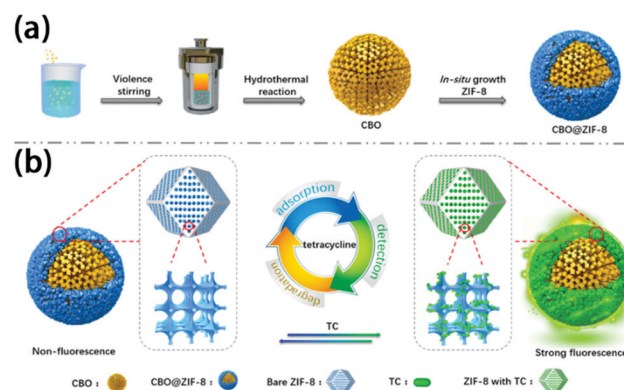 (a)
Violence
stirring
Hydrothermal
reaction
In-situ growth
ZIF-8
CBO
CBO@ZIF-8
(b)
adsorption
detection
degradation
tetracycline
TC
Non-fluorescence
Strong fluorescence
CBO : CBO@ZIF-8 : Bare ZIF-8 : TC : ZIF-8 with TC :